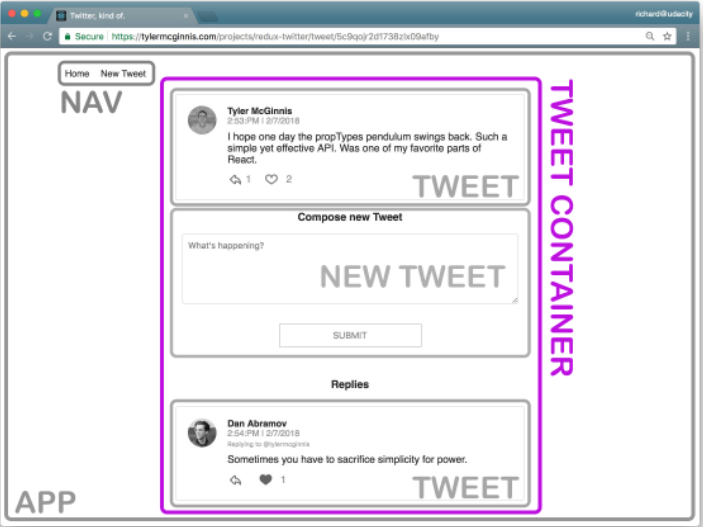 Twitter, kind of.
richard@udacity
Secure https://tylermcginnis.com/projects/redux-twitter/tweet/5c9qojr2d1738zlx09afby
Home New Tweet
NAV
TWEET CONTAINER
Tyler McGinnis
2:53:PM | 2/7/2018
I hope one day the propTypes pendulum swings back. Such a
simple yet effective API. Was one of my favorite parts of
React.
1 2
TWEET
Compose new Tweet
What's happening?
NEW TWEET
SUBMIT
Replies
Dan Abramov
2:54:PM | 2/7/2018
Replying to @tylermcginnis
Sometimes you have to sacrifice simplicity for power.
1
TWEET
APP